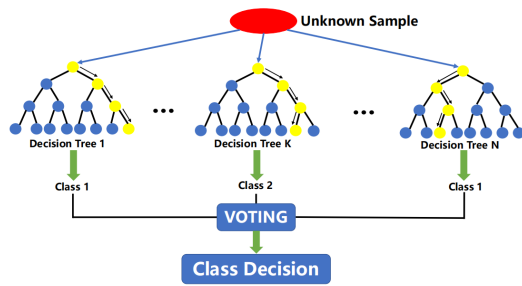 Unknown Sample
... ...
Decision Tree 1 Decision Tree K Decision Tree N
Class 1 Class 2 Class 1
VOTING
Class Decision